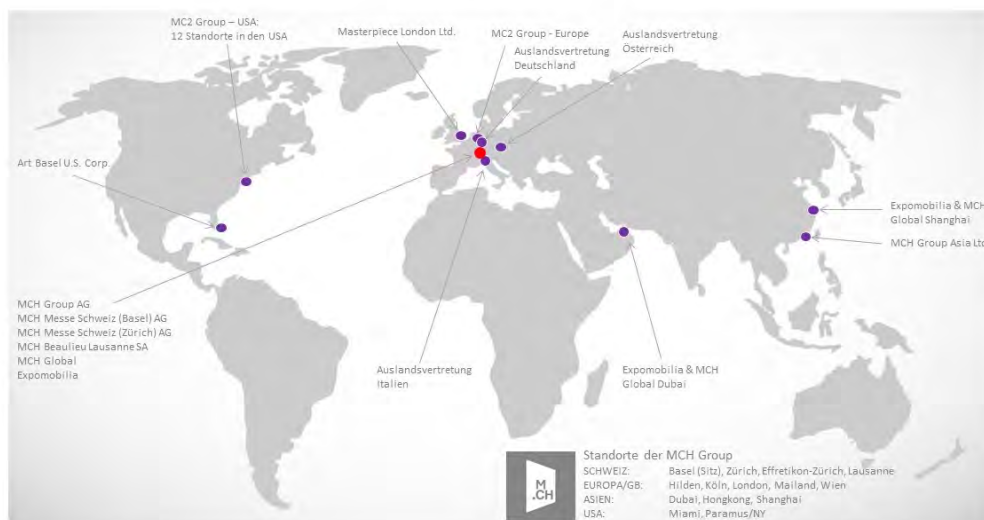 MC2 Group – USA:
12 Standorte in den USA
Masterpiece London Ltd.
MC2 Group - Europe
Auslandsvertretung
Deutschland
Auslandsvertretung
Österreich
Art Basel U.S. Corp.
Expomobilia & MCH
Global Shanghai
MCH Group Asia Ltd
MCH Group AG
MCH Messe Schweiz (Basel) AG
MCH Messe Schweiz (Zürich) AG
MCH Beaulieu Lausanne SA
MCH Global
Expomobilia
Auslandsvertretung
Italien
Expomobilia & MCH
Global Dubai
M
.CH
Standorte der MCH Group
SCHWEIZ: Basel (Sitz), Zürich, Effretikon-Zürich, Lausanne
EUROPA/GB: Hilden, Köln, London, Mailand, Wien
ASIEN: Dubai, Hongkong, Shanghai
USA: Miami, Paramus/NY